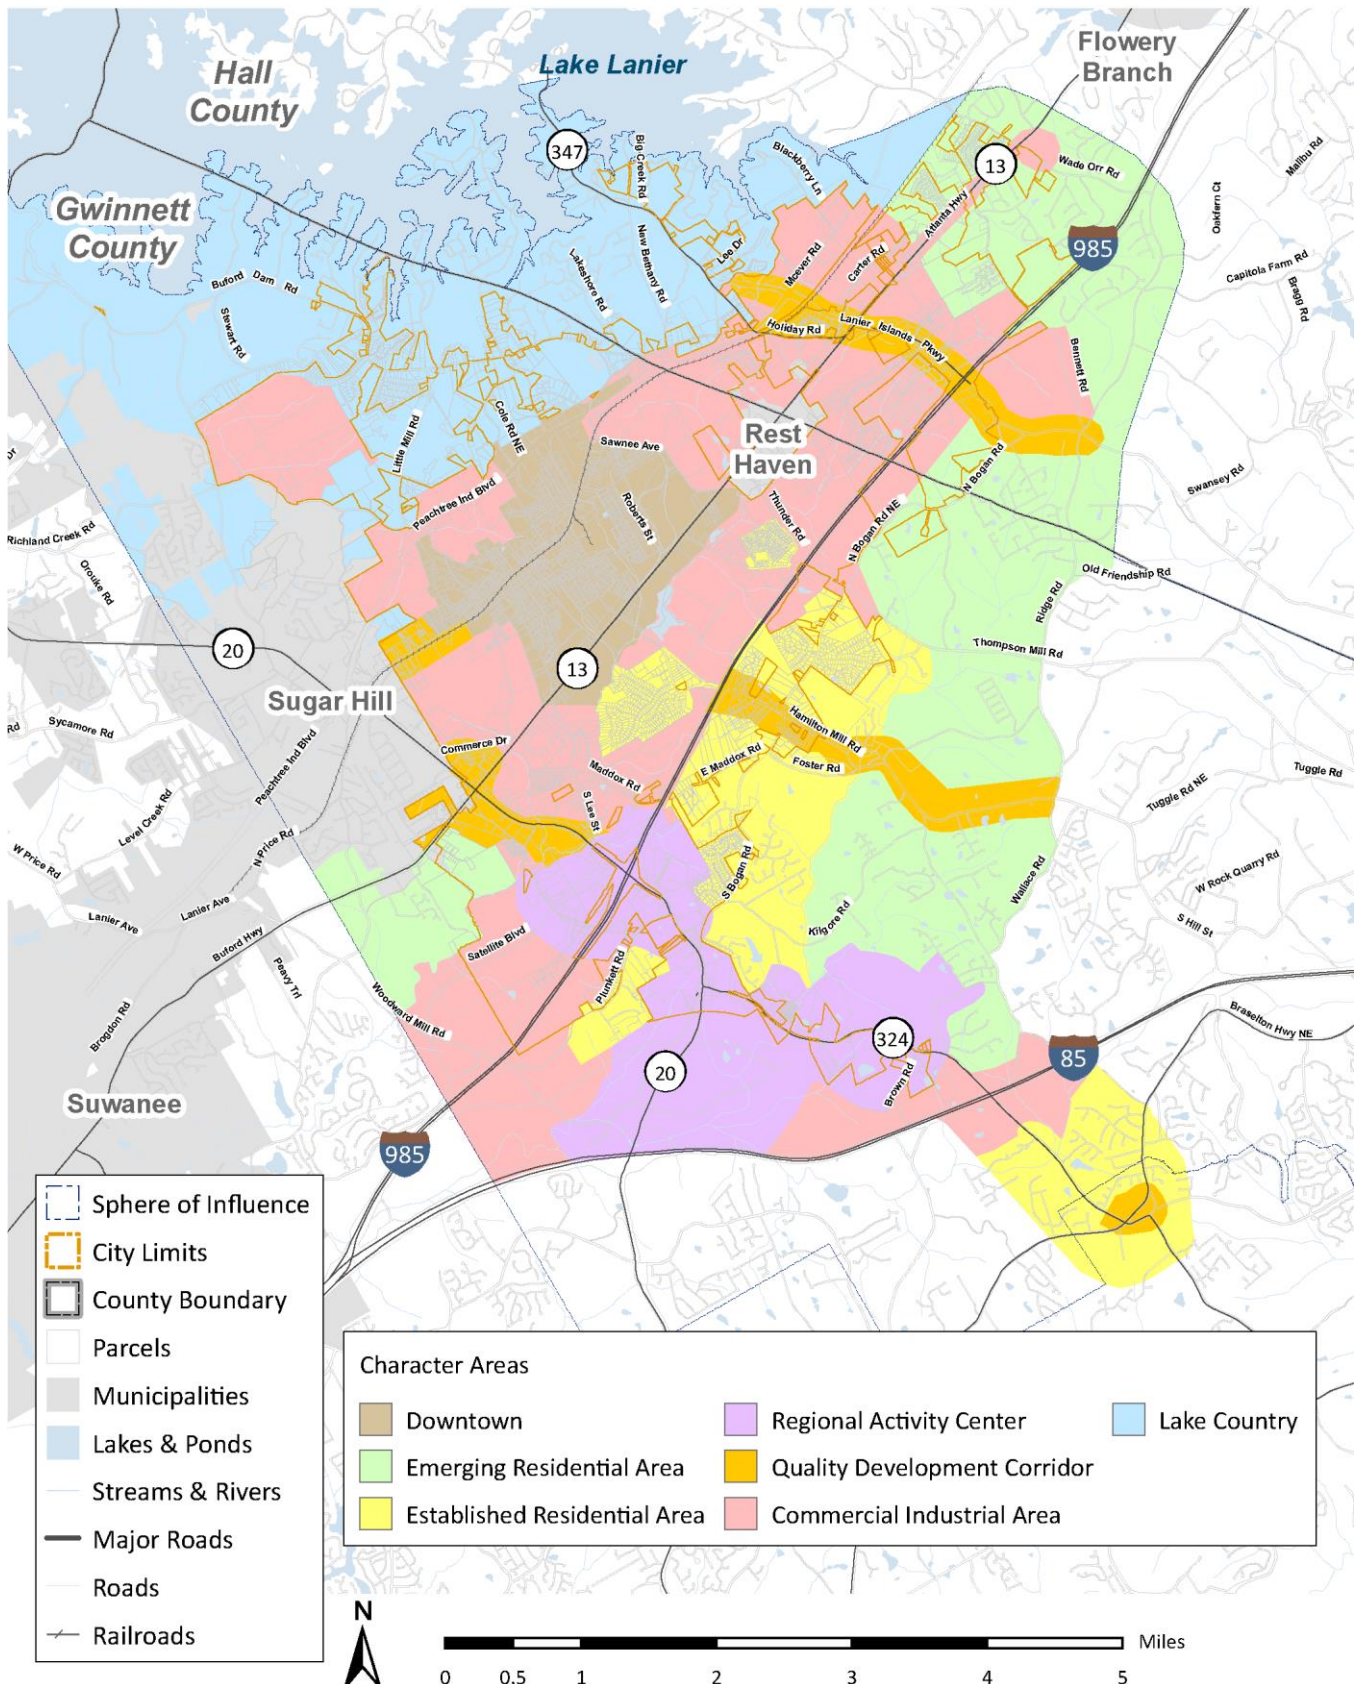 Flowery
Branch
Hall
County
Lake Lanier
347
Big Creek Rd
Blackberry Ln
13
Wade Orr Rd
Malibu Rd
Oakfern Ct
Gwinnett
County
Atlanta Hwy
985
New Bethany Rd
Lee Dr
Mcever Rd
Carter Rd
Capitola Farm Rd
Bragg Rd
Buford Dam Rd
Lakeshore Rd
Stewart Rd
Holiday Rd
Lanier Islands Pkwy
Bennett Rd
Little Mill Rd
Cole Rd NE
Sawnee Ave
Rest
Haven
N Bogan Rd
Dr
Peachtree Ind Blvd
Roberts St
Thunder Rd
N Bogan Rd NE
Swansey Rd
Richland Creek Rd
Orouke Rd
Old Friendship Rd
Ridge Rd
20
13
Thompson Mill Rd
Sugar Hill
Rd
Sycamore Rd
Peachtree Ind Blvd
Commerce Dr
Hamilton Mill Rd
E Maddox Rd
Foster Rd
Maddox Rd
Tuggle Rd
Tuggle Rd NE
Level Creek Rd
S Lee St
N Price Rd
W Price Rd
S Bogan Rd
Wallace Rd
W Rock Quarry Rd
Lanier Ave
Lanier Ave
Kilgore Rd
S Hill St
Buford Hwy
Satellite Blvd
Peavy Trl
Plunkett Rd
Woodward Mill Rd
Brogdon Rd
Braselton Hwy NE
324
85
20
Brown Rd
Suwanee
985
Sphere of Influence
City Limits
County Boundary
Parcels
Municipalities
Lakes & Ponds
Streams & Rivers
Major Roads
Roads
Railroads
Character Areas
Downtown
Regional Activity Center
Lake Country
Emerging Residential Area
Quality Development Corridor
Established Residential Area
Commercial Industrial Area
N
Miles
0 0.5 1 2 3 4 5